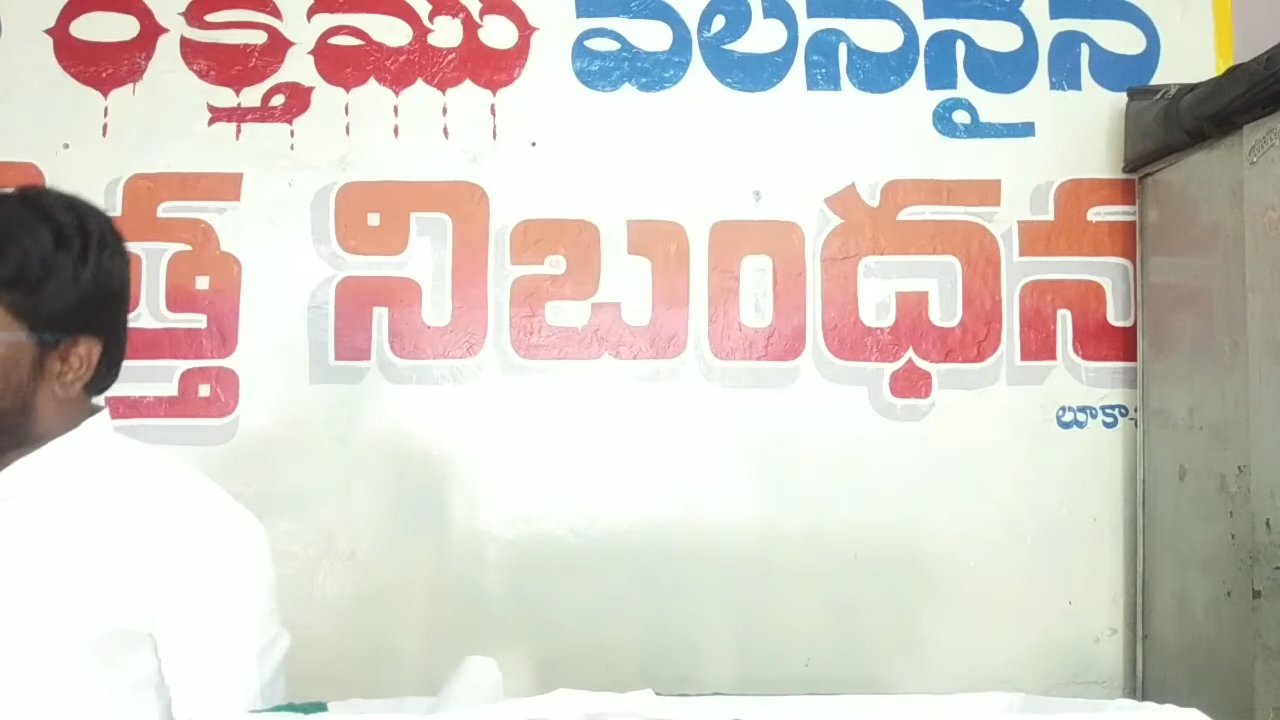 రక్తము వలననైన
త్త నిబంధన
లూకా